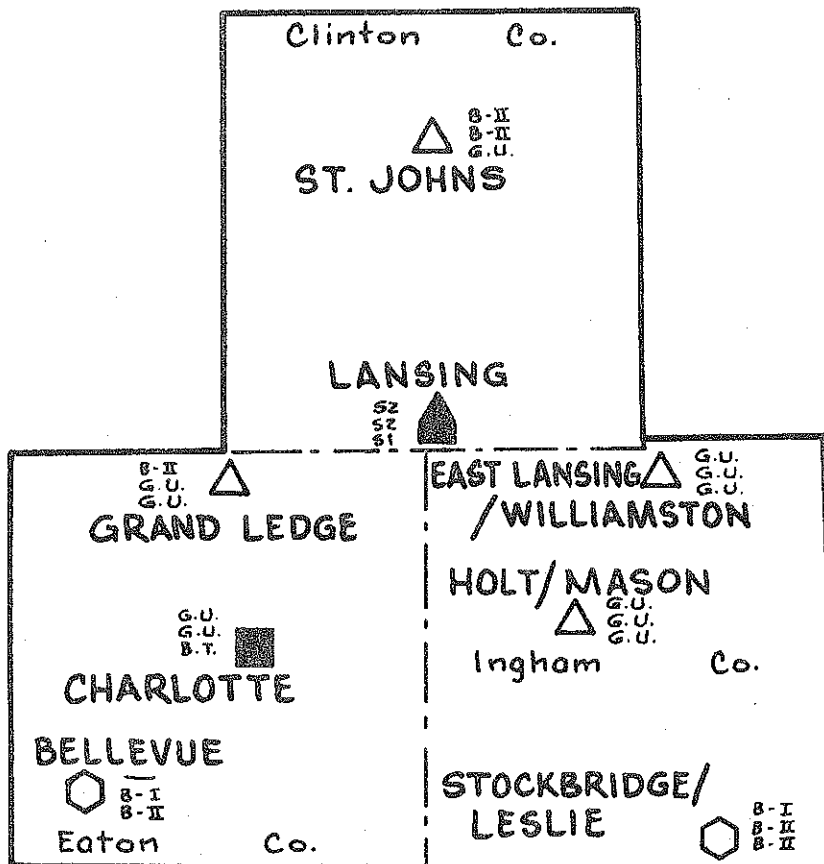 Clinton Co.
B-II
B-II
G.U.
ST. JOHNS
LANSING
S2
S2
S1
B-II
G.U.
G.U.
GRAND LEDGE
EAST LANSING
/WILLIAMSTON
G.U.
G.U.
G.U.
HOLT/MASON
G.U.
G.U.
G.U.
Ingham Co.
G.U.
G.U.
B.T.
CHARLOTTE
BELLEVUE
B-I
B-II
Eaton Co.
STOCKBRIDGE/
LESLIE
B-I
B-II
B-II